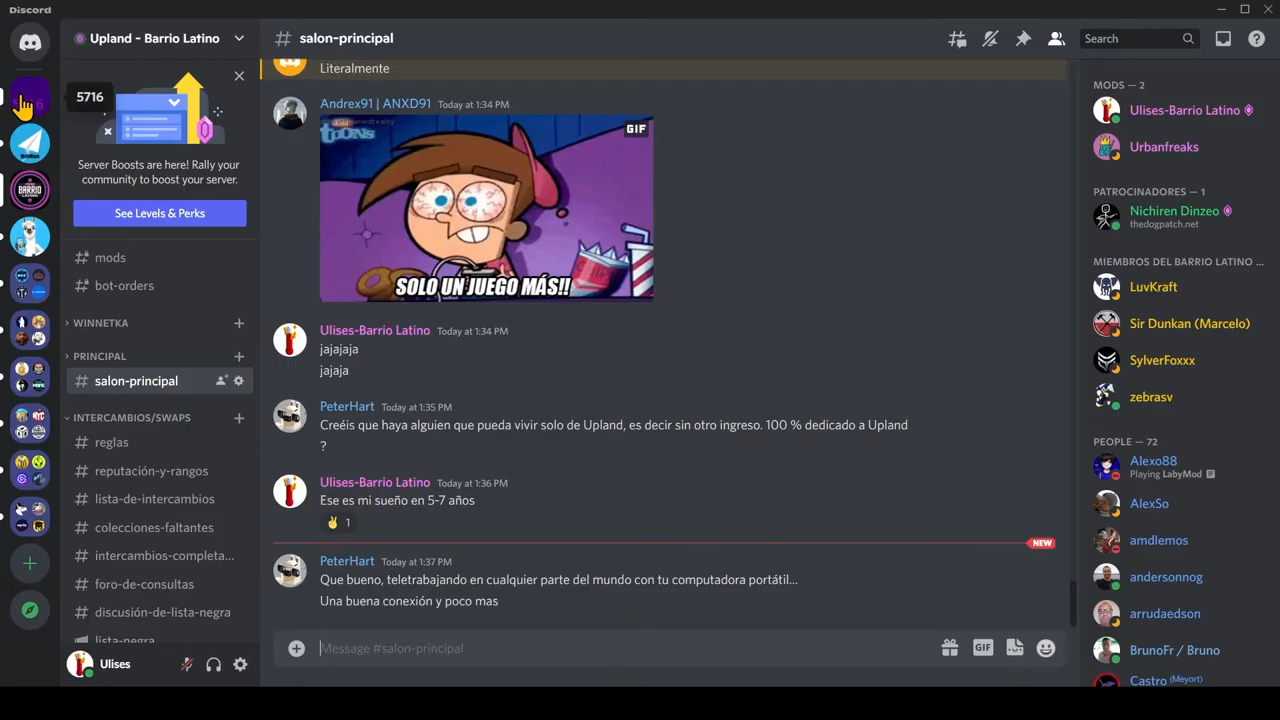 Discord
5716
BARRIO
LATINO
Upland - Barrio Latino
Server Boosts are here! Rally your
community to boost your server.
See Levels & Perks
mods
bot-orders
WINNETKA
PRINCIPAL
salon-principal
INTERCAMBIOS/SWAPS
reglas
reputación-y-rangos
lista-de-intercambios
colecciones-faltantes
intercambios-completa...
foro-de-consultas
discusión-de-lista-negra
lista-negra
Ulises
# salon-principal
Search
Literalmente
Andrex91 | ANXD91 Today at 1:34 PM
toons
GIF
SOLO UN JUEGO MÁS!!
Ulises-Barrio Latino Today at 1:34 PM
jajajaja
jajaja
PeterHart Today at 1:35 PM
Creéis que haya alguien que pueda vivir solo de Upland, es decir sin otro ingreso. 100 % dedicado a Upland
?
Ulises-Barrio Latino Today at 1:36 PM
Ese es mi sueño en 5-7 años
1
NEW
PeterHart Today at 1:37 PM
Que bueno, teletrabajando en cualquier parte del mundo con tu computadora portátil...
Una buena conexión y poco mas
Message #salon-principal
GIF
MODS — 2
Ulises-Barrio Latino
Urbanfreaks
PATROCINADORES — 1
Nichiren Dinzeo
thedogpatch.net
MIEMBROS DEL BARRIO LATINO ...
LuvKraft
Sir Dunkan (Marcelo)
SylverFoxxx
zebrasv
PEOPLE — 72
Alexo88
Playing LabyMod
AlexSo
amdlemos
andersonnog
arrudaedson
BrunoFr / Bruno
Castro (Meyort)